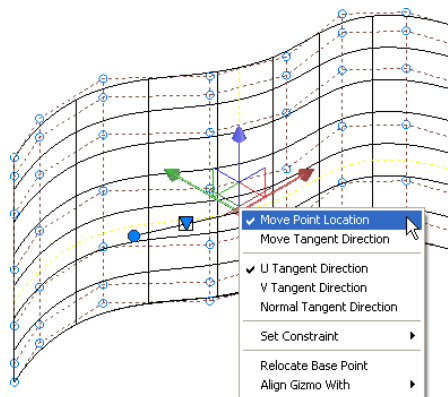 Move Point Location
Move Tangent Direction
U Tangent Direction
V Tangent Direction
Normal Tangent Direction
Set Constraint
Relocate Base Point
Align Gizmo With